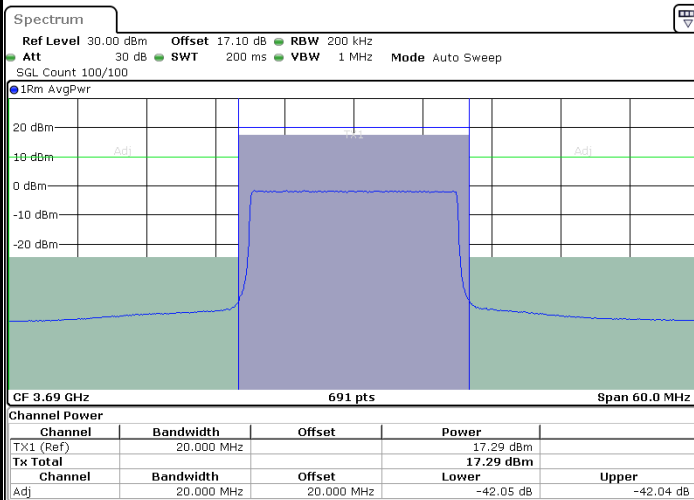 Spectrum
Ref Level 30.00 dBm Offset 17.10 dB RBW 200 kHz
Att 30 dB SWT 200 ms VBW 1 MHz Mode Auto Sweep
SGL Count 100/100
1Rm AvgPwr
20 dBm
TX1
Adj
Adj
10 dBm
0 dBm
-10 dBm
-20 dBm
CF 3.69 GHz 691 pts Span 60.0 MHz
Channel Power
Channel Bandwidth Offset Power
TX1 (Ref) 20.000 MHz 17.29 dBm
Tx Total 17.29 dBm
Channel Bandwidth Offset Lower Upper
Adj 20.000 MHz 20.000 MHz -42.05 dB -42.04 dB